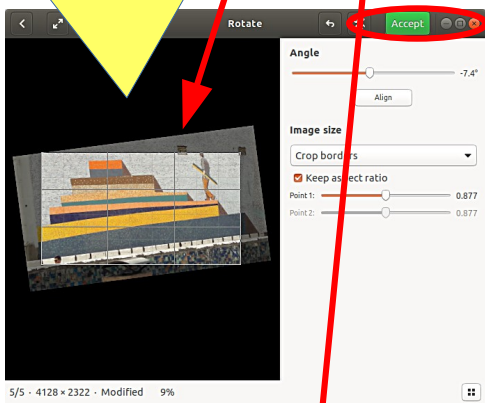 Rotate
Accept
Angle
-7.4°
Align
Image size
Crop borders
Keep aspect ratio
Point 1: 0.877
Point 2: 0.877
5/5 · 4128 × 2322 · Modified 9%